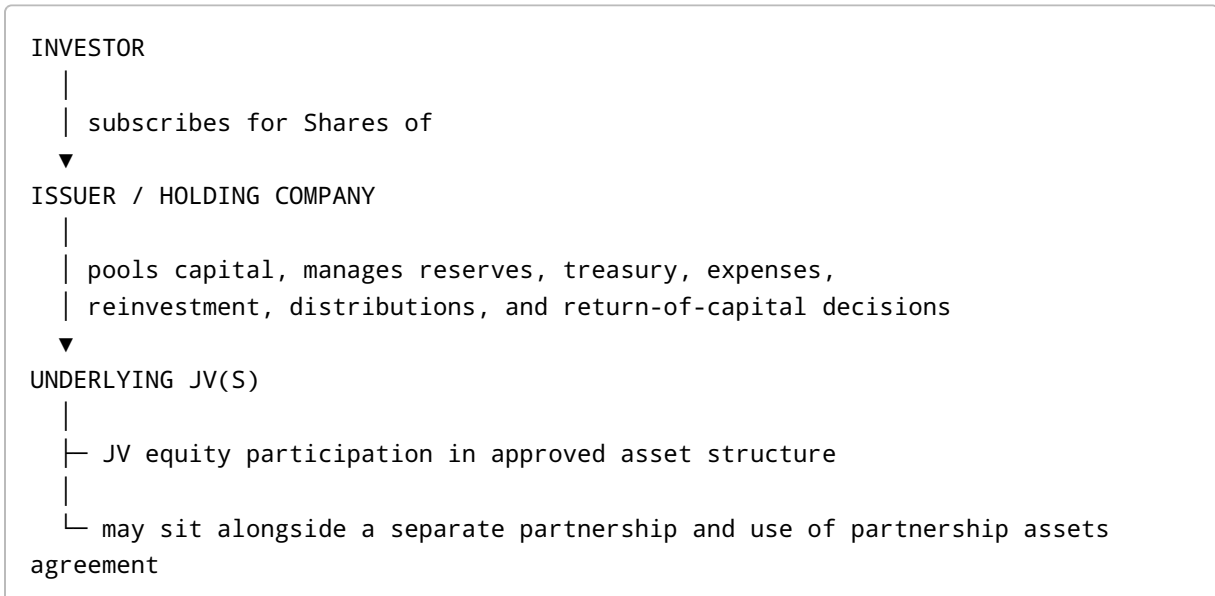 INVESTOR
│
│ subscribes for Shares of
▼
ISSUER / HOLDING COMPANY
│
│ pools capital, manages reserves, treasury, expenses,
│ reinvestment, distributions, and return-of-capital decisions
▼
UNDERLYING JV(S)
│
├─ JV equity participation in approved asset structure
│
└─ may sit alongside a separate partnership and use of partnership assets
agreement